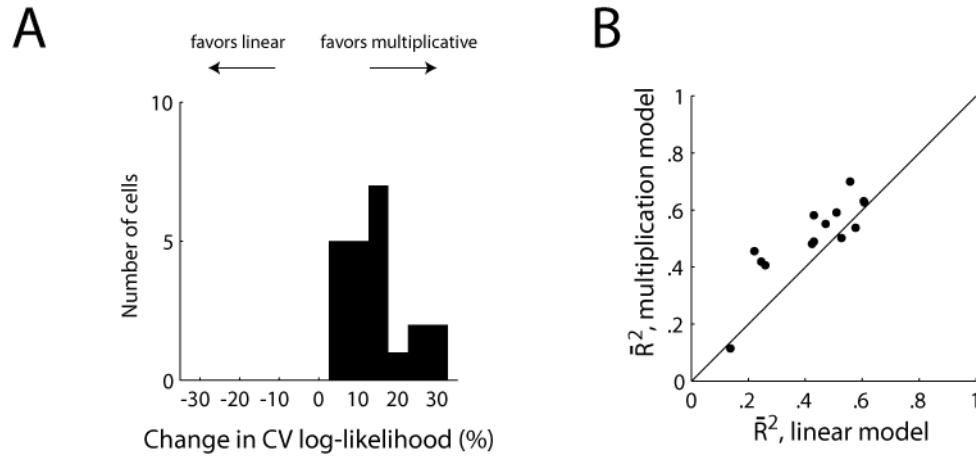 A
favors linear
favors multiplicative
10
5
0
Number of cells
-30 -20 -10 0 10 20 30
Change in CV log-likelihood (%)
B
1
.8
.6
.4
.2
0
R̄², multiplication model
0 .2 .4 .6 .8 1
R̄², linear model